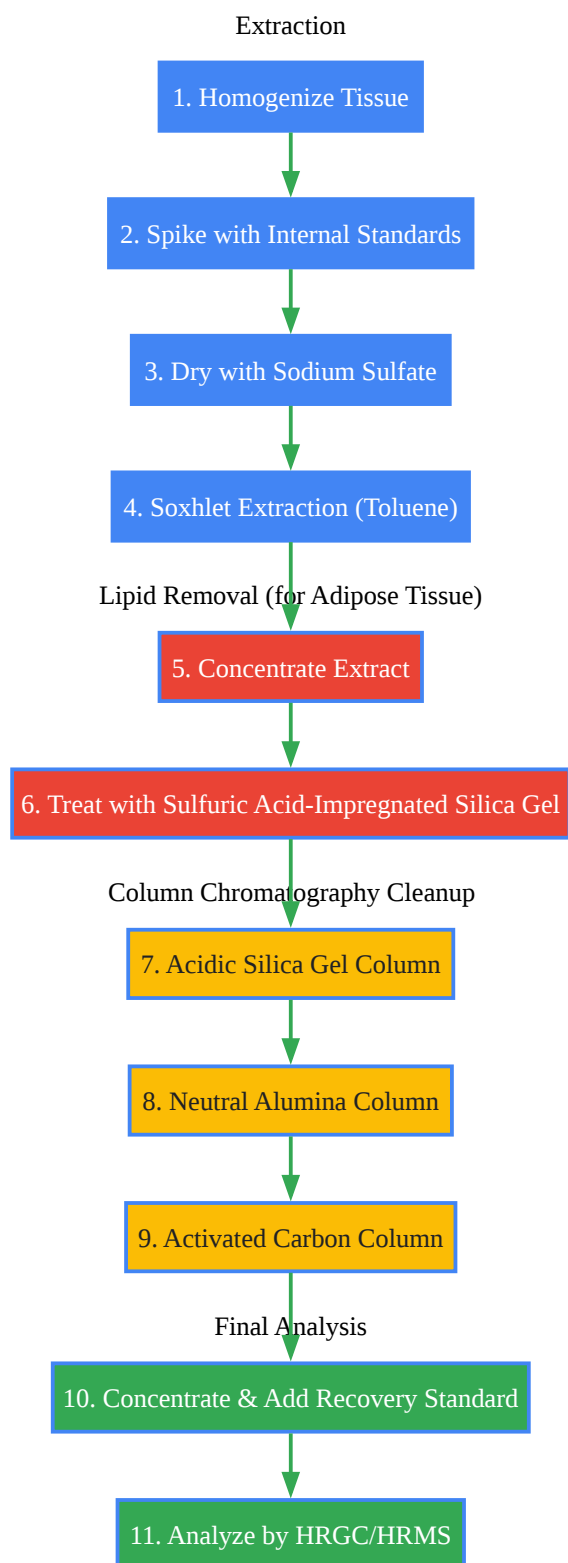 Extraction
1. Homogenize Tissue
2. Spike with Internal Standards
3. Dry with Sodium Sulfate
4. Soxhlet Extraction (Toluene)
Lipid Removal (for Adipose Tissue)
5. Concentrate Extract
6. Treat with Sulfuric Acid-Impregnated Silica Gel
Column Chromatography Cleanup
7. Acidic Silica Gel Column
8. Neutral Alumina Column
9. Activated Carbon Column
Final Analysis
10. Concentrate & Add Recovery Standard
11. Analyze by HRGC/HRMS